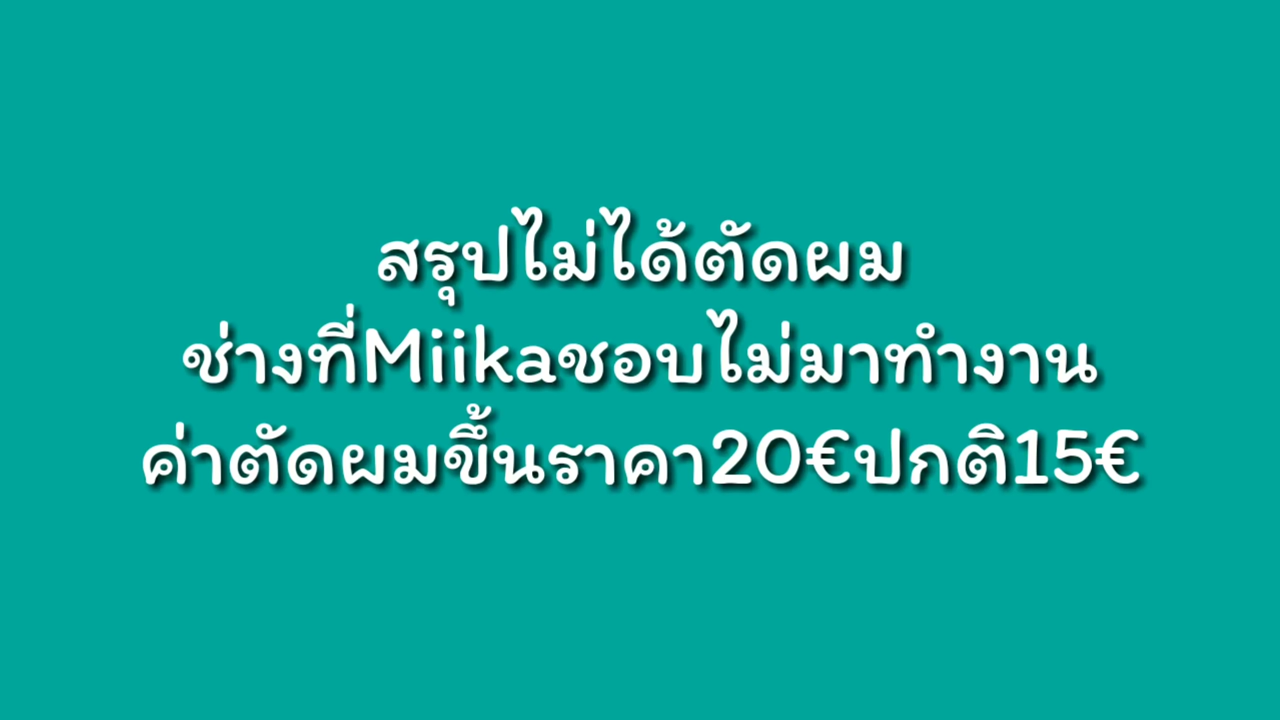 สรุปไม่ได้ตัดผม
ช่างที่Miikaชอบไม่มาทำงาน
ค่าตัดผมขึ้นราคา20€ปกติ15€